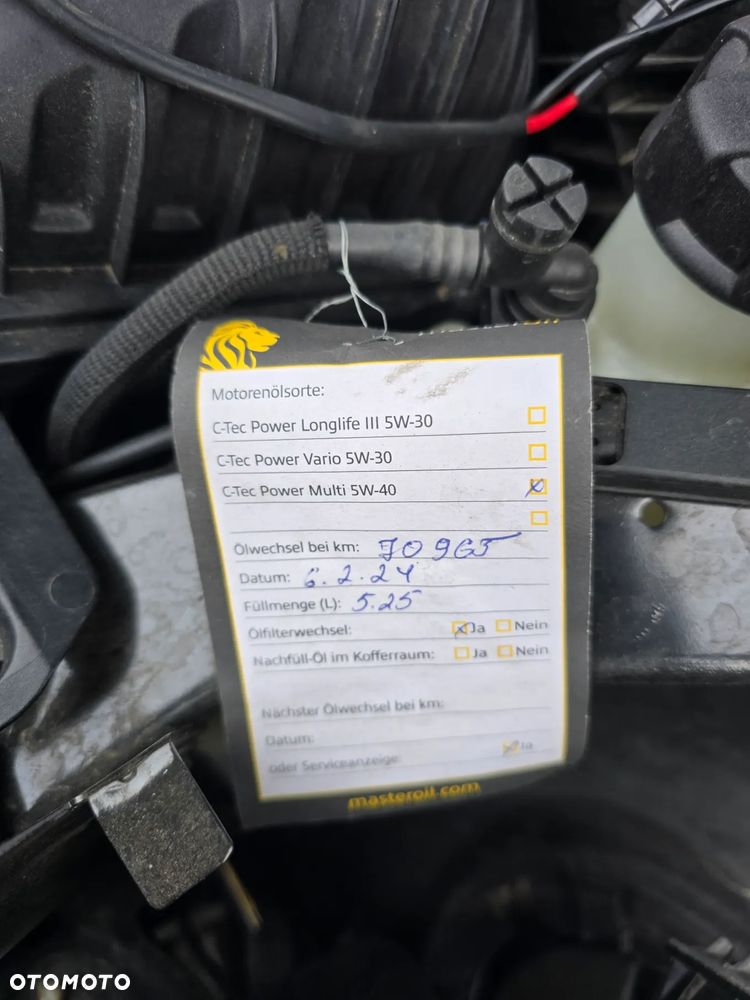 Motorenölsorte:
C-Tec Power Longlife III 5W-30
C-Tec Power Vario 5W-30
C-Tec Power Multi 5W-40
Ölwechsel bei km: 70965
Datum: 6.2.24
Füllmenge (L): 5.25
Ölfilterwechsel: Ja Nein
Nachfüll-Öl im Kofferraum: Ja Nein
Nächster Ölwechsel bei km:
Datum:
oder Serviceanzeige: Ja
masteroil.com
OTOMOTO